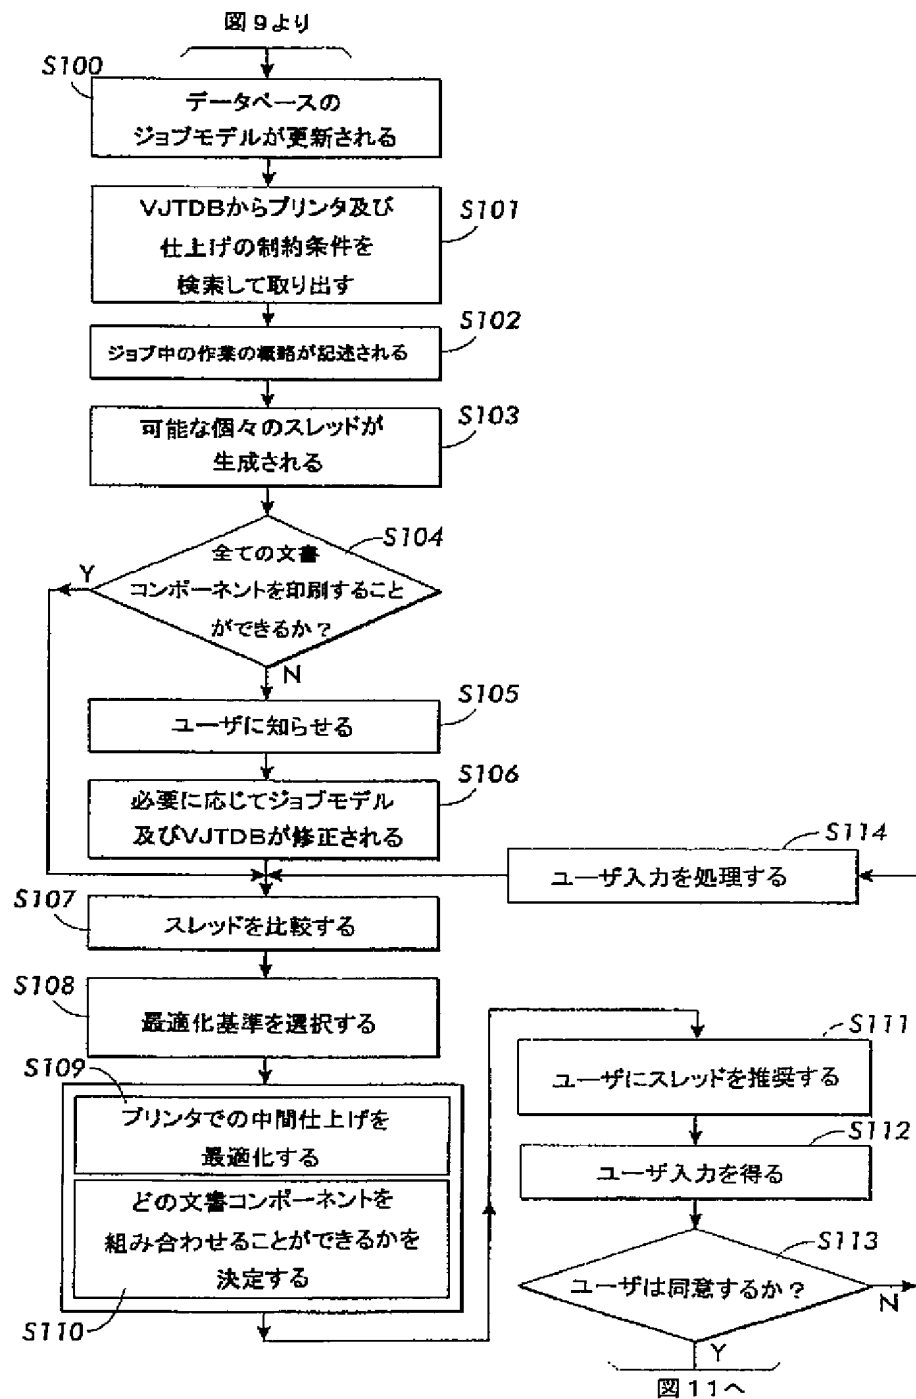 図9より
S100
データベースの
ジョブモデルが更新される
VJTDBからプリンタ及び
仕上げの制約条件を
検索して取り出す
S101
S102
ジョブ中の作業の概略が記述される
可能な個々のスレッドが
生成される
S103
S104
全ての文書
コンポーネントを印刷すること
ができるか?
Y
N
S105
ユーザに知らせる
S106
必要に応じてジョブモデル
及びVJTDBが修正される
S114
ユーザ入力を処理する
S107
スレッドを比較する
S108
最適化基準を選択する
S109
プリンタでの中間仕上げを
最適化する
どの文書コンポーネントを
組み合わせることができるかを
決定する
S110
S111
ユーザにスレッドを推奨する
S112
ユーザ入力を得る
S113
ユーザは同意するか?
N
Y
図11へ